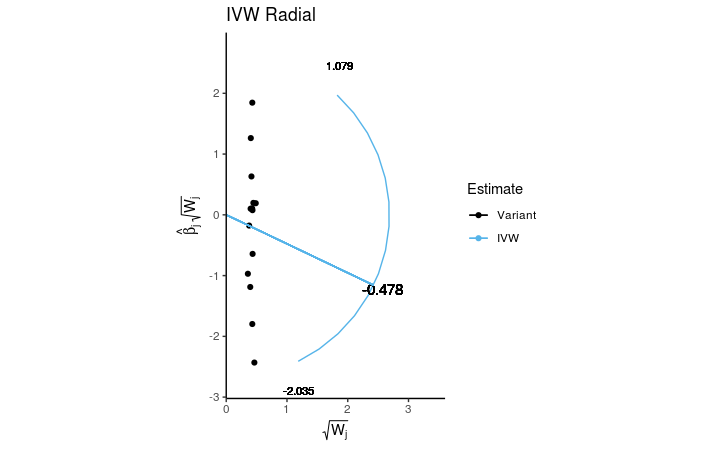 IVW Radial
1.079
2
1
0
-1
-2
-3
β̂j√Wj
-0.478
-2.035
0
1
2
3
√Wj
Estimate
Variant
IVW